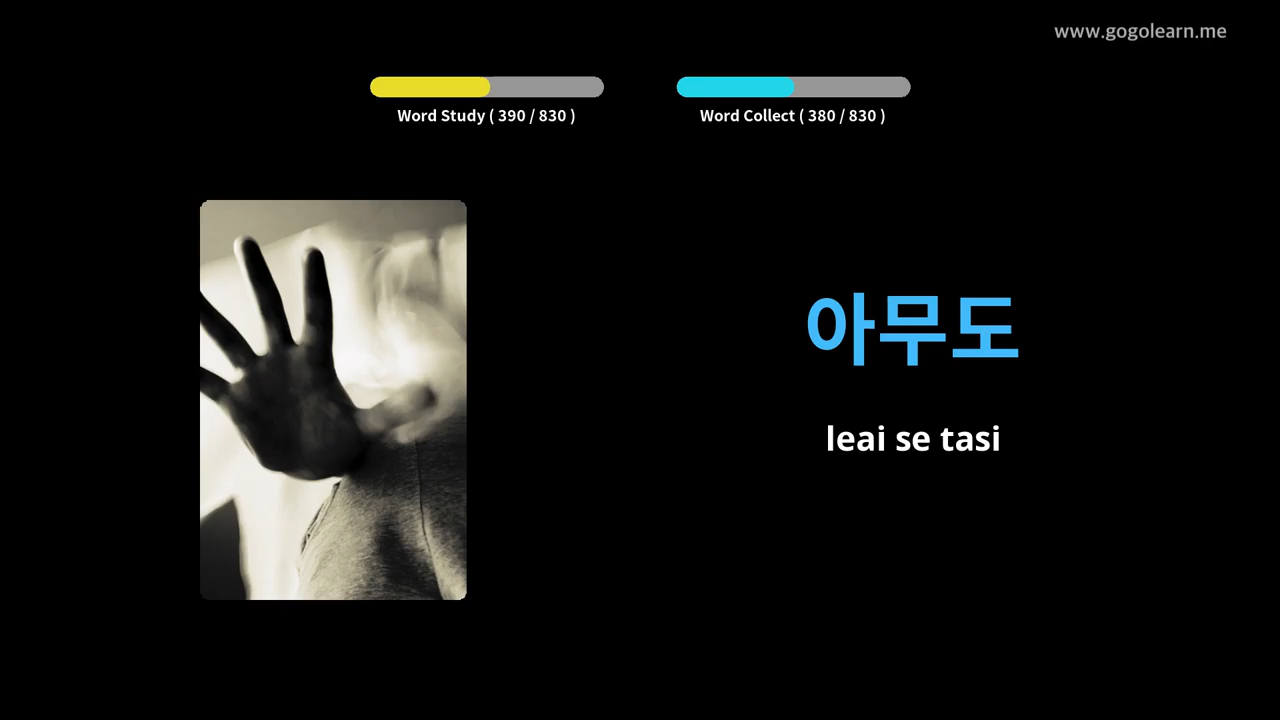 www.gogolearn.me
Word Study ( 390 / 830 )
Word Collect ( 380 / 830 )
아무도
leai se tasi